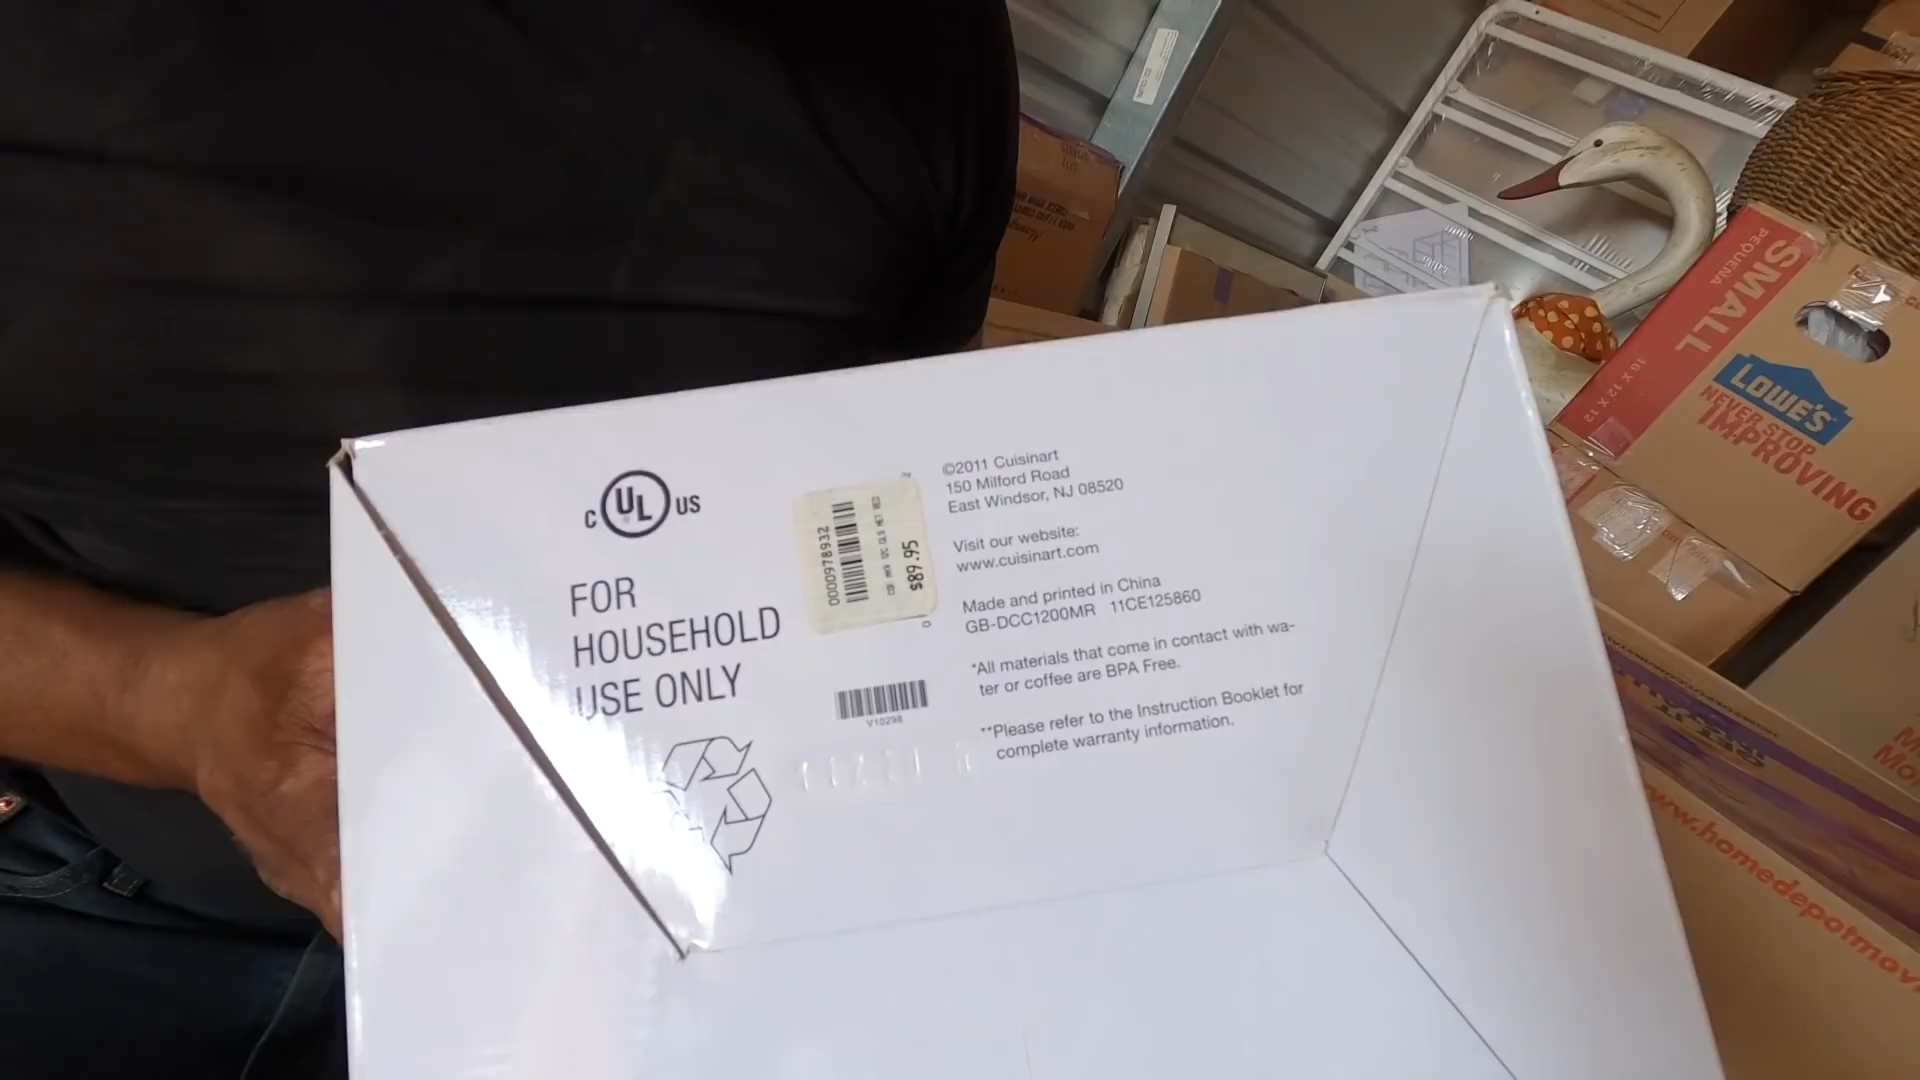 C UL US
FOR
HOUSEHOLD
USE ONLY
0000978932
$89.95
V10298
©2011 Cuisinart
150 Milford Road
East Windsor, NJ 08520
Visit our website:
www.cuisinart.com
Made and printed in China
GB-DCC1200MR 11CE125860
*All materials that come in contact with wa-
ter or coffee are BPA Free.
**Please refer to the Instruction Booklet for
complete warranty information.
SMALL
PEQUENA
16 X 12 X 12
LOWE'S
NEVER STOP
IMPROVING
www.homedepotmov